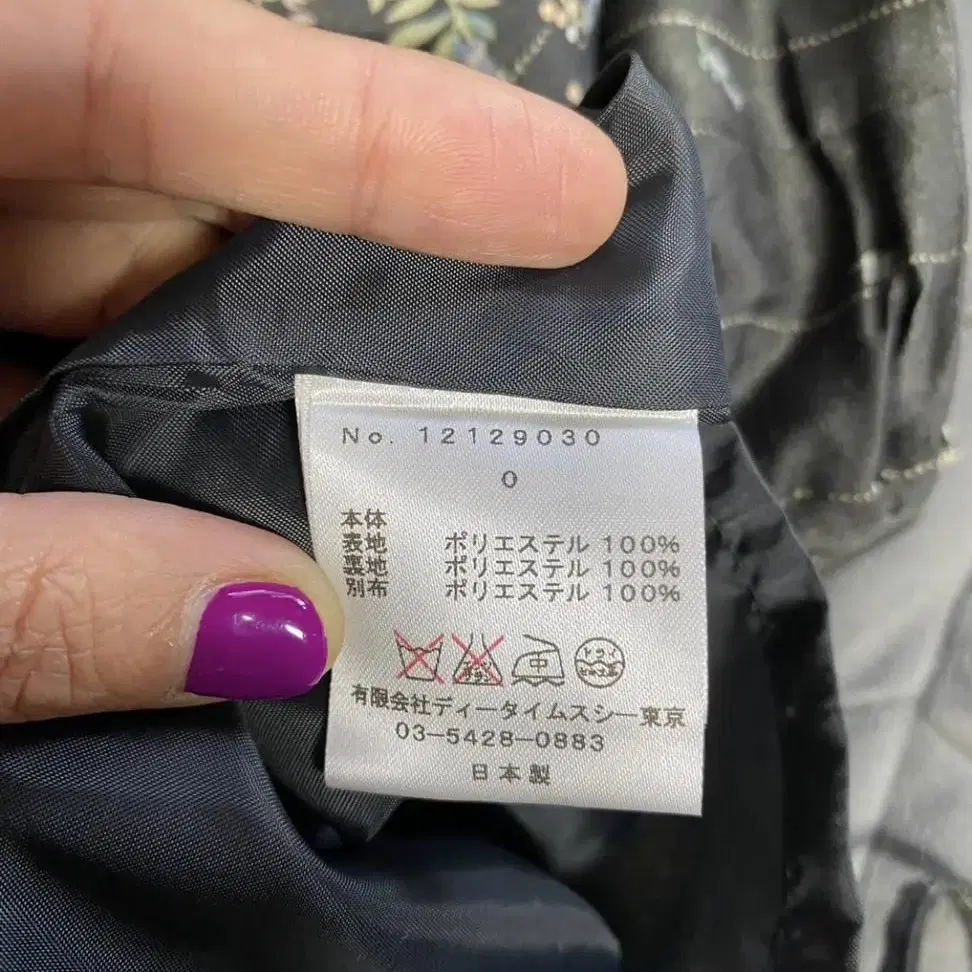 No. 12129030
0
本体
表地 ポリエステル 100%
裏地 ポリエステル 100%
別布 ポリエステル 100%
中
有限会社ディータイムスシー東京
03-5428-0883
日本製